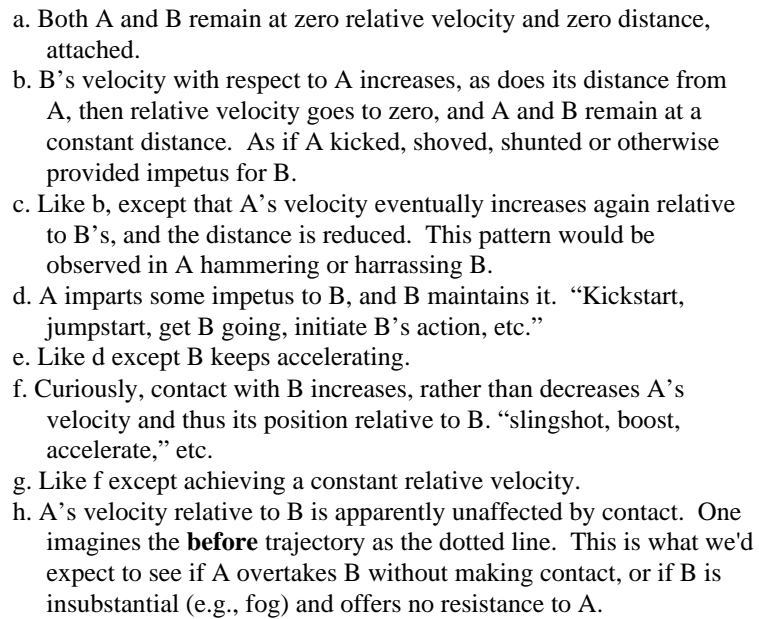 a. Both A and B remain at zero relative velocity and zero distance,
attached.
b. B’s velocity with respect to A increases, as does its distance from
A, then relative velocity goes to zero, and A and B remain at a
constant distance.  As if A kicked, shoved, shunted or otherwise
provided impetus for B.
c. Like b, except that A’s velocity eventually increases again relative
to B’s, and the distance is reduced.  This pattern would be
observed in A hammering or harrassing B.
d. A imparts some impetus to B, and B maintains it.  “Kickstart,
jumpstart, get B going, initiate B’s action, etc.”
e. Like d except B keeps accelerating.
f. Curiously, contact with B increases, rather than decreases A’s
velocity and thus its position relative to B. “slingshot, boost,
accelerate,” etc.
g. Like f except achieving a constant relative velocity.
h. A’s velocity relative to B is apparently unaffected by contact.  One
imagines the before trajectory as the dotted line.  This is what we'd
expect to see if A overtakes B without making contact, or if B is
insubstantial (e.g., fog) and offers no resistance to A.